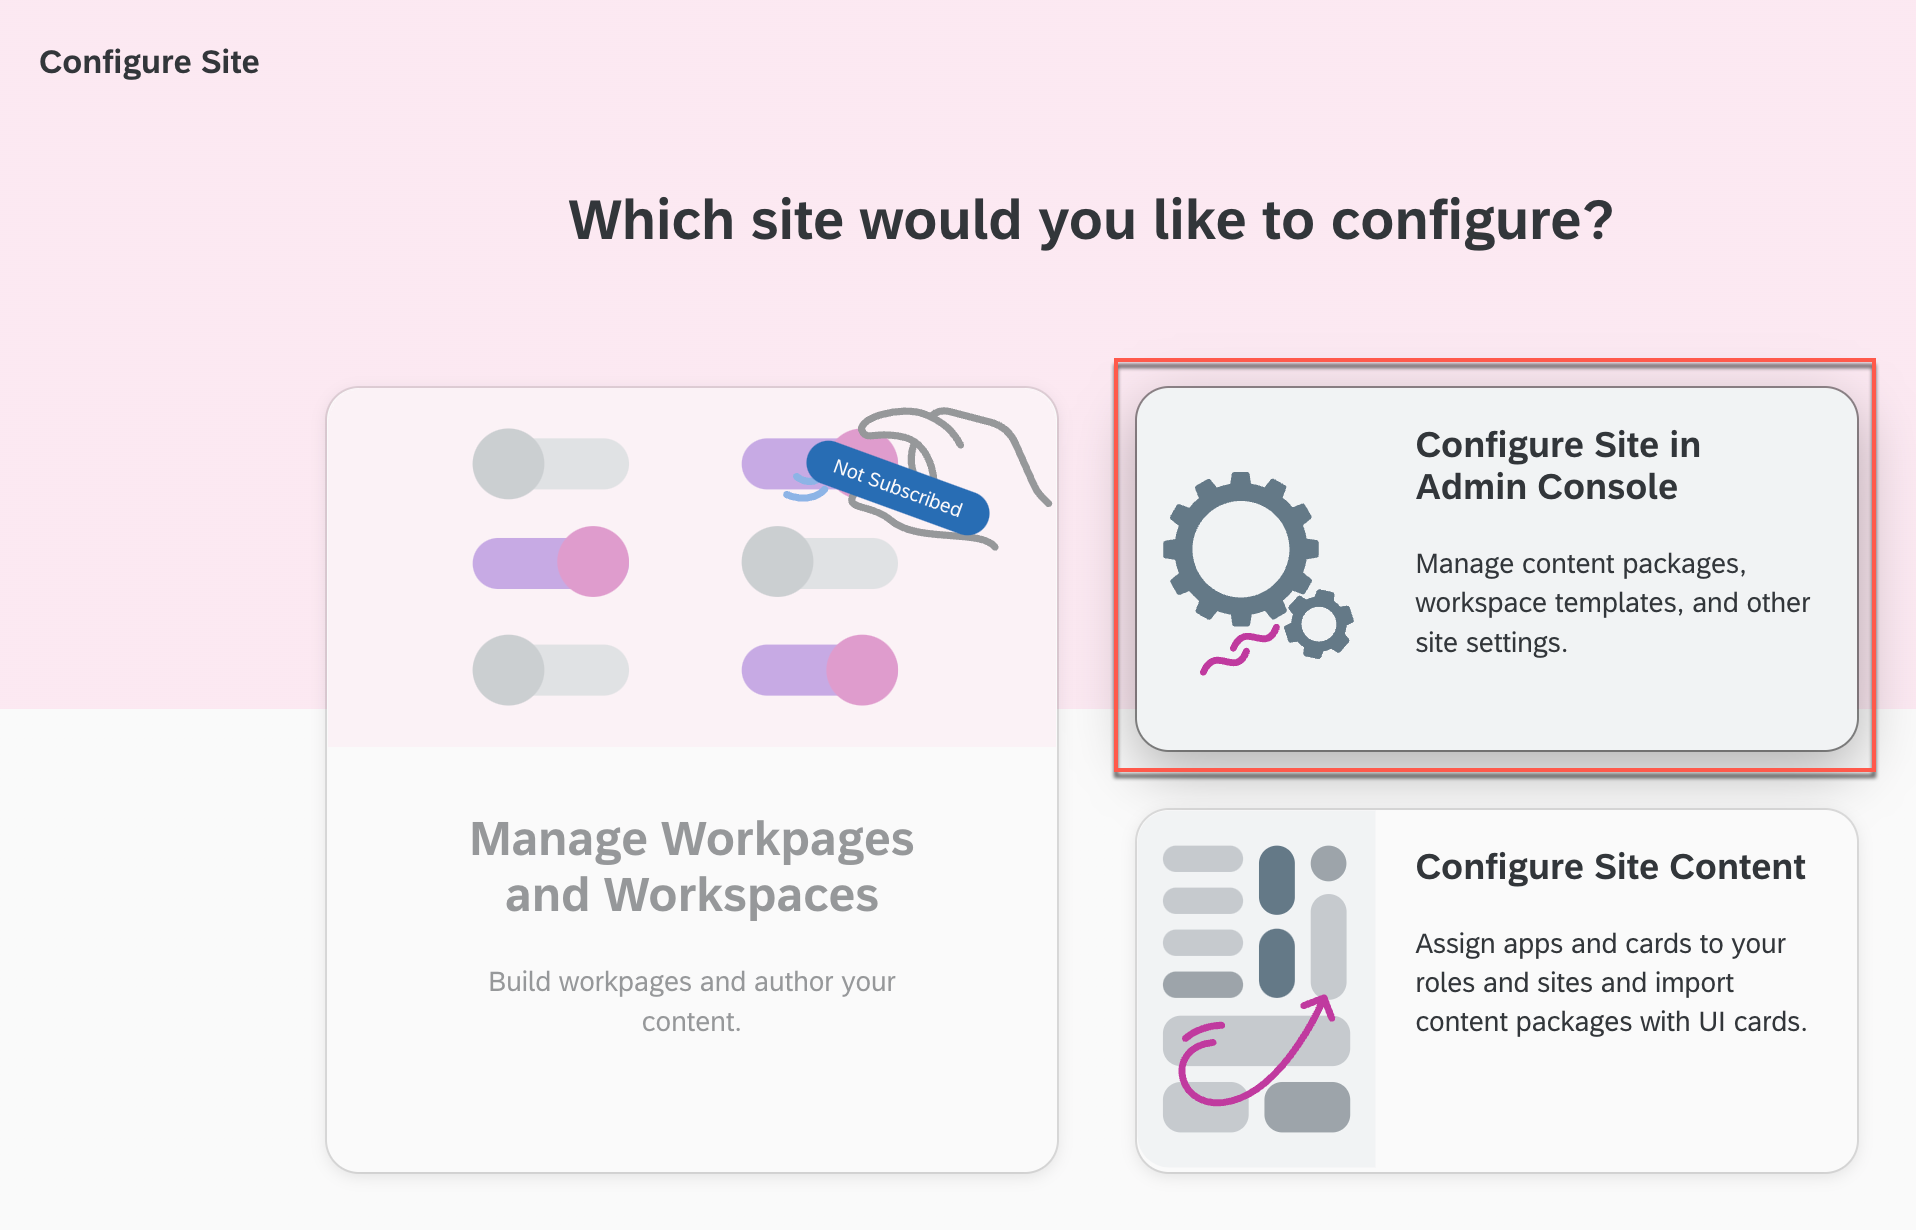 Configure Site
Which site would you like to configure?
Not Subscribed
Manage Workpages
and Workspaces
Build workpages and author your
content.
Configure Site in
Admin Console
Manage content packages,
workspace templates, and other
site settings.
Configure Site Content
Assign apps and cards to your
roles and sites and import
content packages with UI cards.